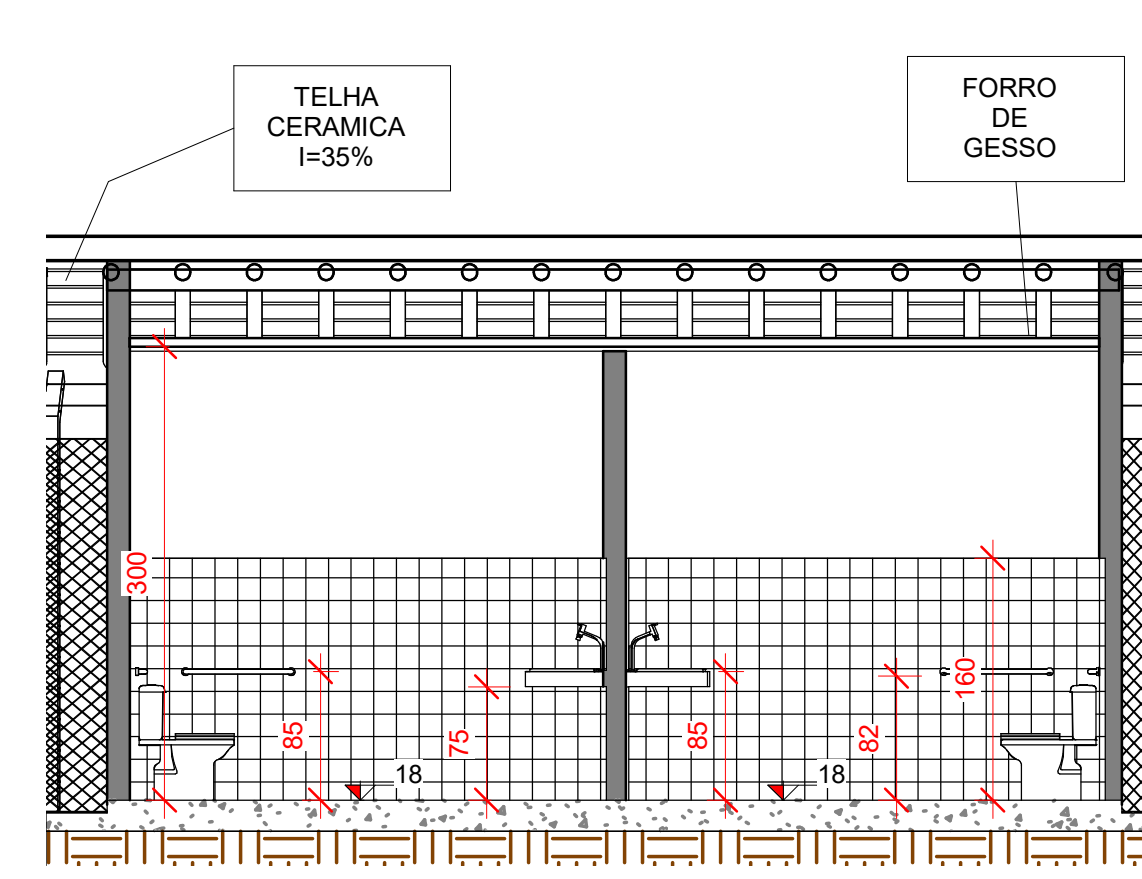 TELHA
CERAMICA
I=35%
FORRO
DE
GESSO
300
85
75
18
85
82
160
18